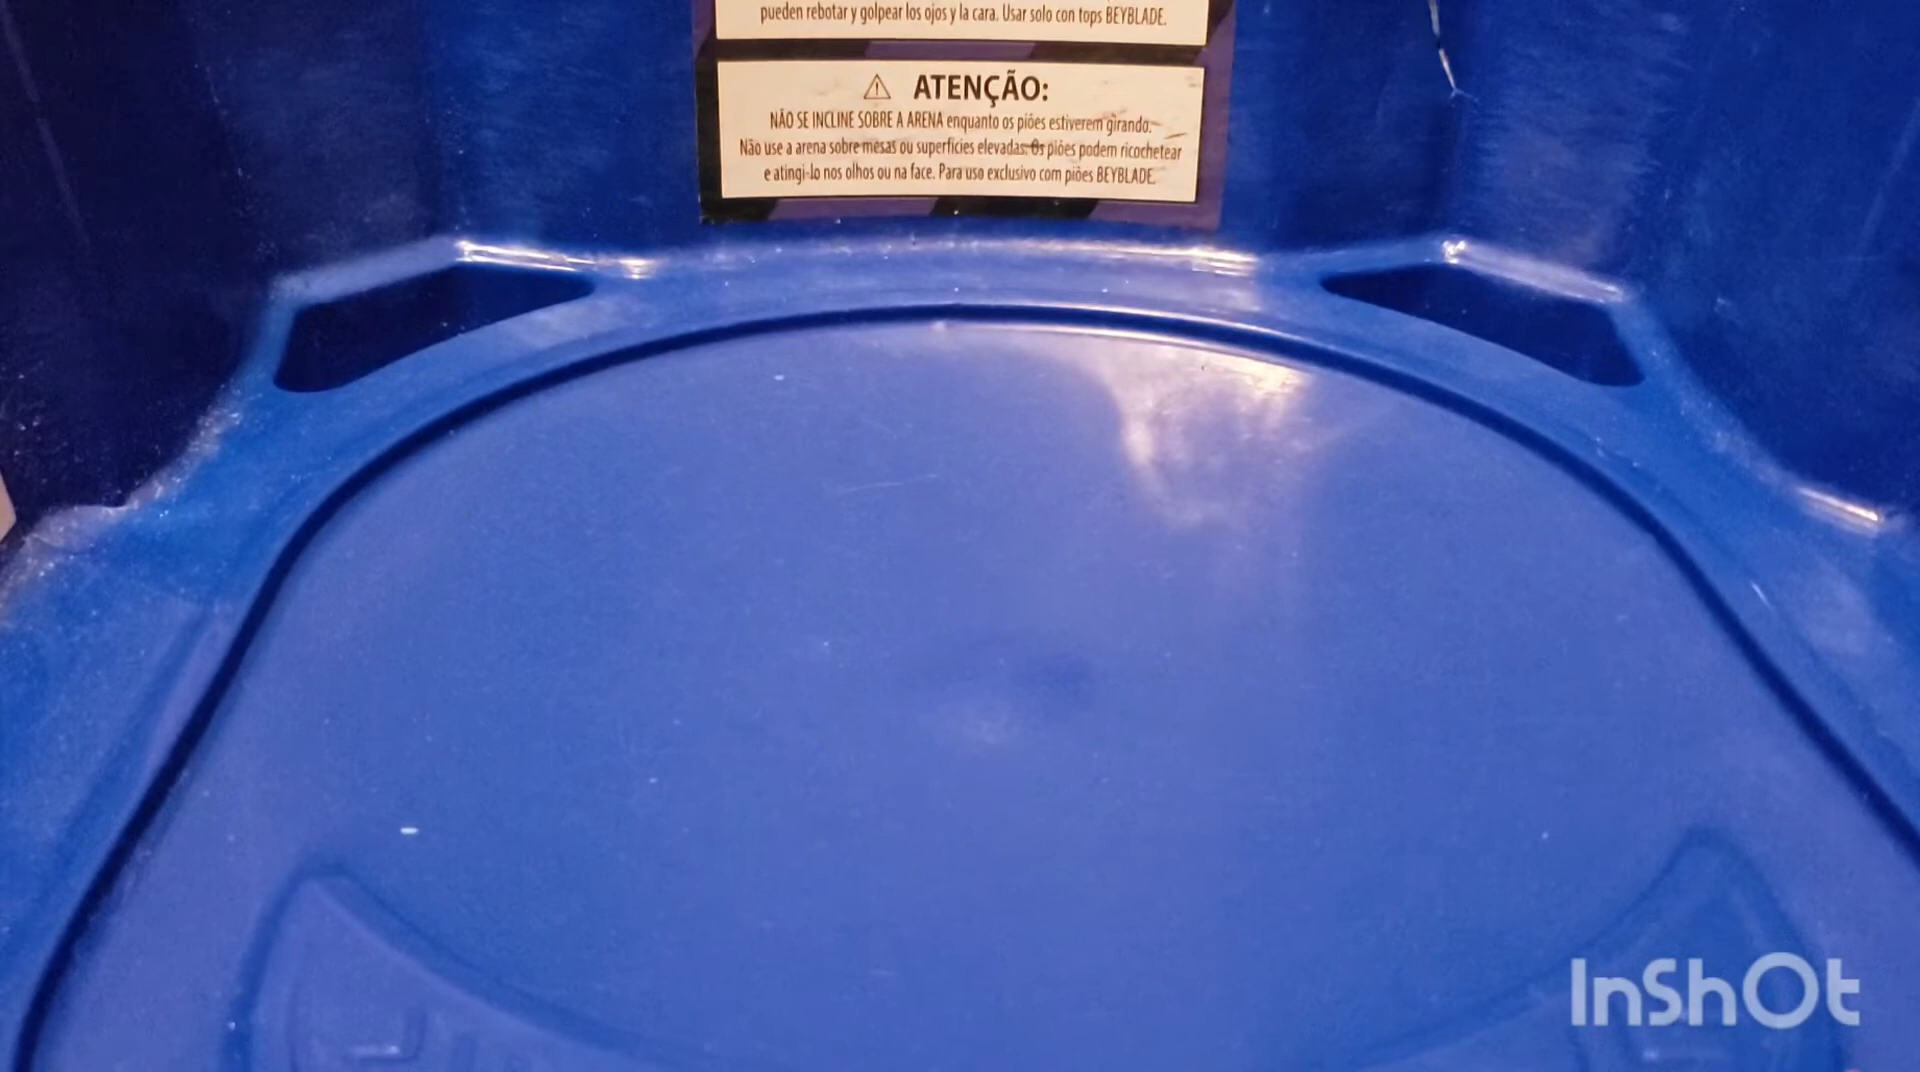 pueden rebotar y golpear los ojos y la cara. Usar solo con tops BEYBLADE.
⚠ ATENÇÃO:
NÃO SE INCLINE SOBRE A ARENA enquanto os piões estiverem girando.
Não use a arena sobre mesas ou superfícies elevadas. Os piões podem ricochetear
e atingi-lo nos olhos ou na face. Para uso exclusivo com piões BEYBLADE.
InShOt